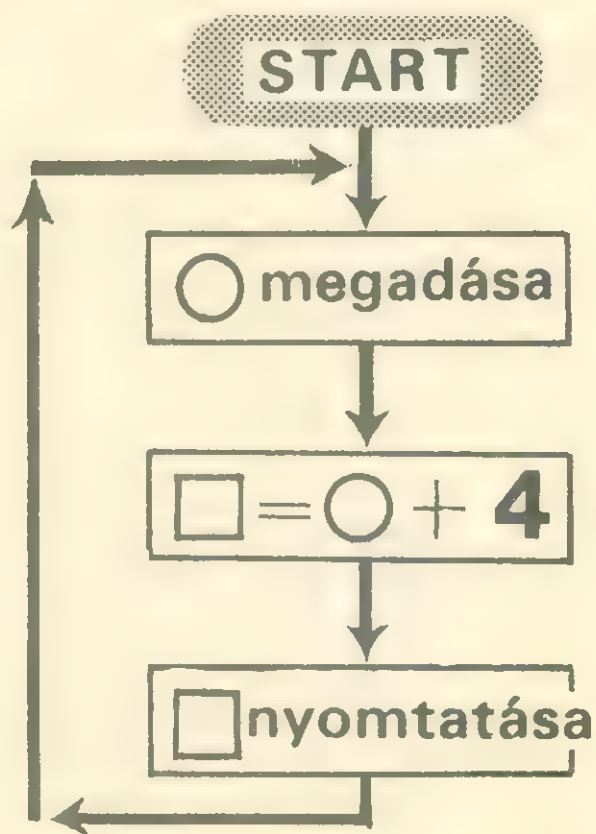 START
○ megadása
□ = ○ + 4
□ nyomtatása